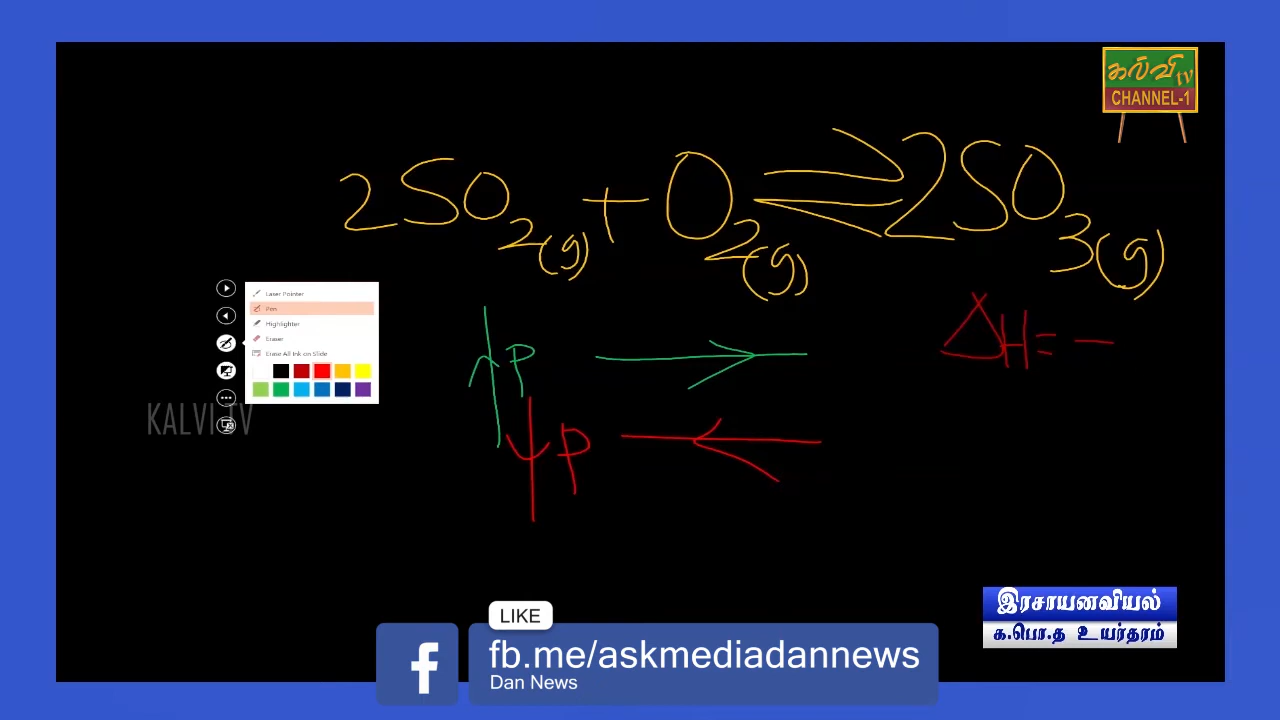 கல்வி tv
CHANNEL-1
2SO₂(g) + O₂(g) ⇌ 2SO₃(g)
Laser Pointer
Pen
Highlighter
Eraser
Erase All Ink on Slide
↑P →
ΔH = −
KALVI TV
↓P ←
இரசாயனவியல்
க.பொ.த உயர்தரம்
LIKE
f
fb.me/askmediadannews
Dan News